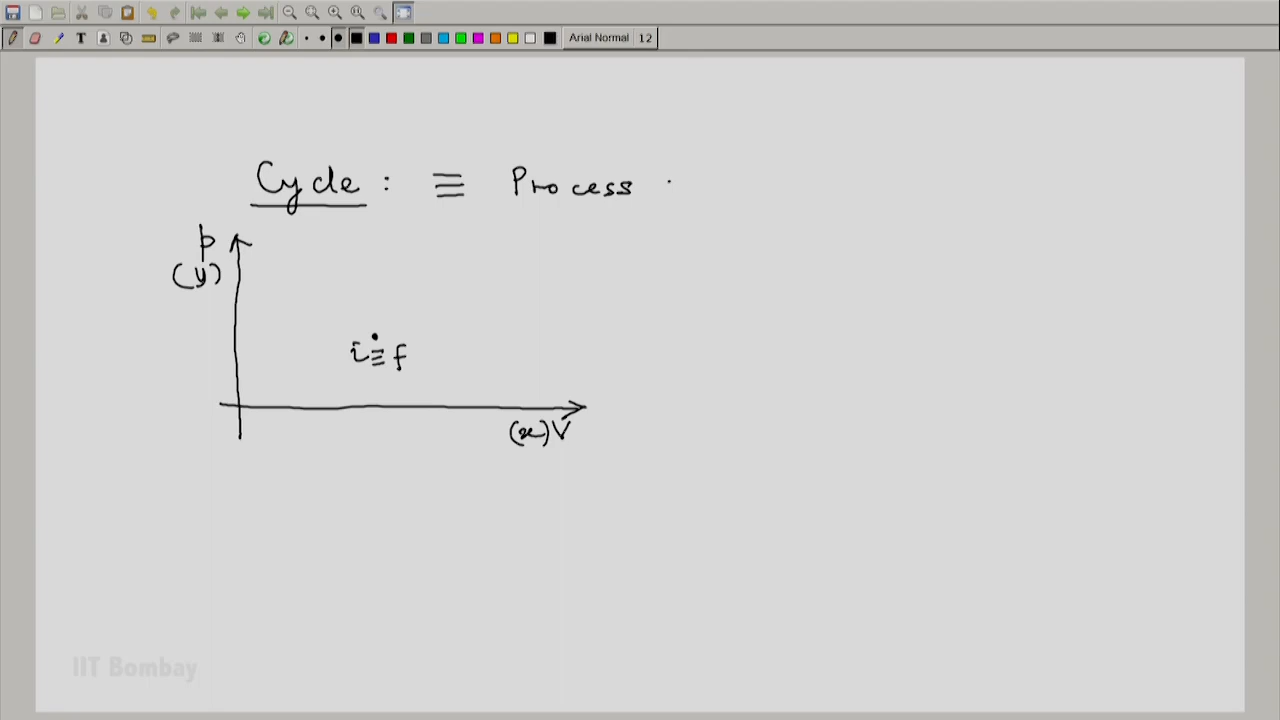 Arial Normal 12
Cycle : ≡ Process
p
(y)
i ≡ f
(x) V
IIT Bombay